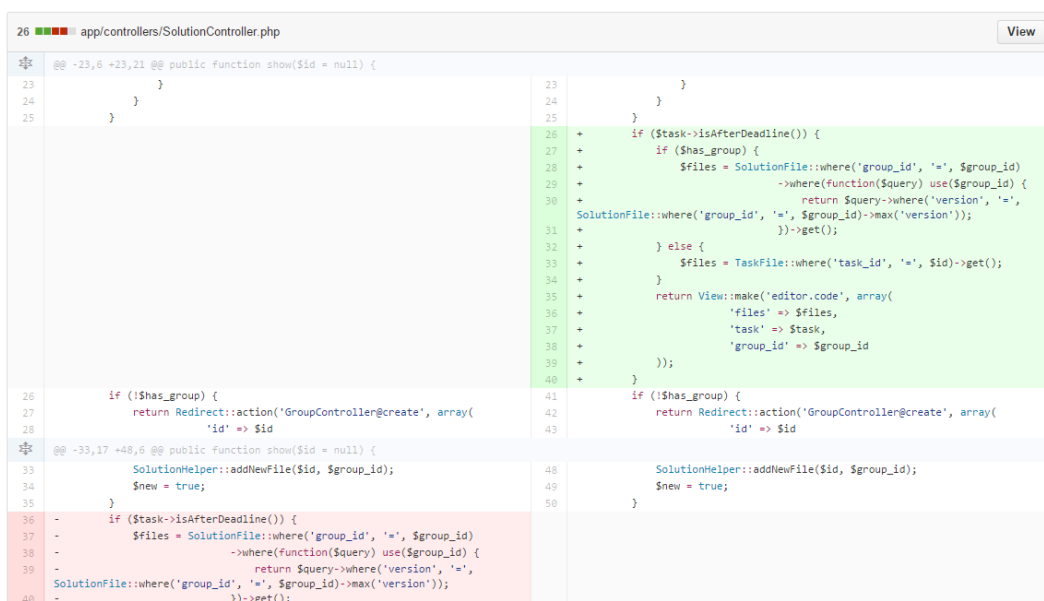 26 app/controllers/SolutionController.php View
@@ -23,6 +23,21 @@ public function show($id = null) {
23 }
24 }
25 }
23 }
24 }
25 }
26 + if ($task->isAfterDeadline()) {
27 + if ($has_group) {
28 + $files = SolutionFile::where('group_id', '=', $group_id)
29 + ->where(function($query) use($group_id) {
30 + return $query->where('version', '=',
SolutionFile::where('group_id', '=', $group_id)->max('version'));
31 + })->get();
32 + } else {
33 + $files = TaskFile::where('task_id', '=', $id)->get();
34 + }
35 + return View::make('editor.code', array(
36 + 'files' => $files,
37 + 'task' => $task,
38 + 'group_id' => $group_id
39 + ));
40 + }
26 if (!$has_group) {
27 return Redirect::action('GroupController@create', array(
28 'id' => $id
41 if (!$has_group) {
42 return Redirect::action('GroupController@create', array(
43 'id' => $id
@@ -33,17 +48,6 @@ public function show($id = null) {
33 SolutionHelper::addNewFile($id, $group_id);
34 $new = true;
35 }
48 SolutionHelper::addNewFile($id, $group_id);
49 $new = true;
50 }
36 - if ($task->isAfterDeadline()) {
37 - $files = SolutionFile::where('group_id', '=', $group_id)
38 - ->where(function($query) use($group_id) {
39 - return $query->where('version', '=',
SolutionFile::where('group_id', '=', $group_id)->max('version'));
40 - })->get();